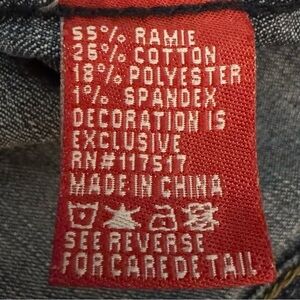 55% RAMIE
26% COTTON
18% POLYESTER
1% SPANDEX
DECORATION IS
EXCLUSIVE
RN#117517
MADE IN CHINA
SEE REVERSE
FOR CARE DETAIL